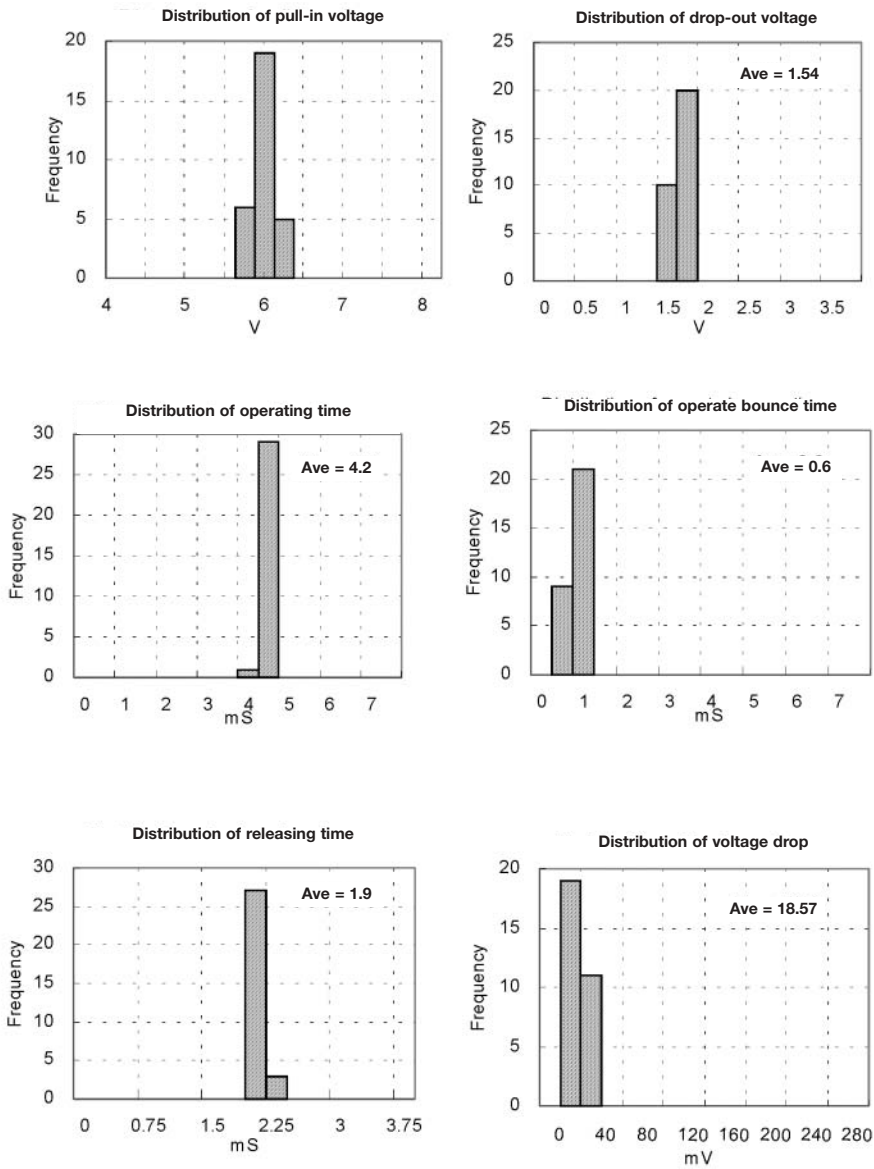 Distribution of pull-in voltage
20
15
10
5
0
Frequency
4 5 6 7 8
V
Distribution of drop-out voltage
25
20
15
10
5
0
Frequency
Ave = 1.54
0 0.5 1 1.5 2 2.5 3 3.5
V
Distribution of operating time
30
25
20
15
10
5
0
Frequency
Ave = 4.2
0 1 2 3 4 5 6 7
mS
Distribution of operate bounce time
25
20
15
10
5
0
Frequency
Ave = 0.6
0 1 2 3 4 5 6 7
mS
Distribution of releasing time
30
25
20
15
10
5
0
Frequency
Ave = 1.9
0 0.75 1.5 2.25 3 3.75
mS
Distribution of voltage drop
20
15
10
5
0
Frequency
Ave = 18.57
0 40 120 160 200 240 280
mV